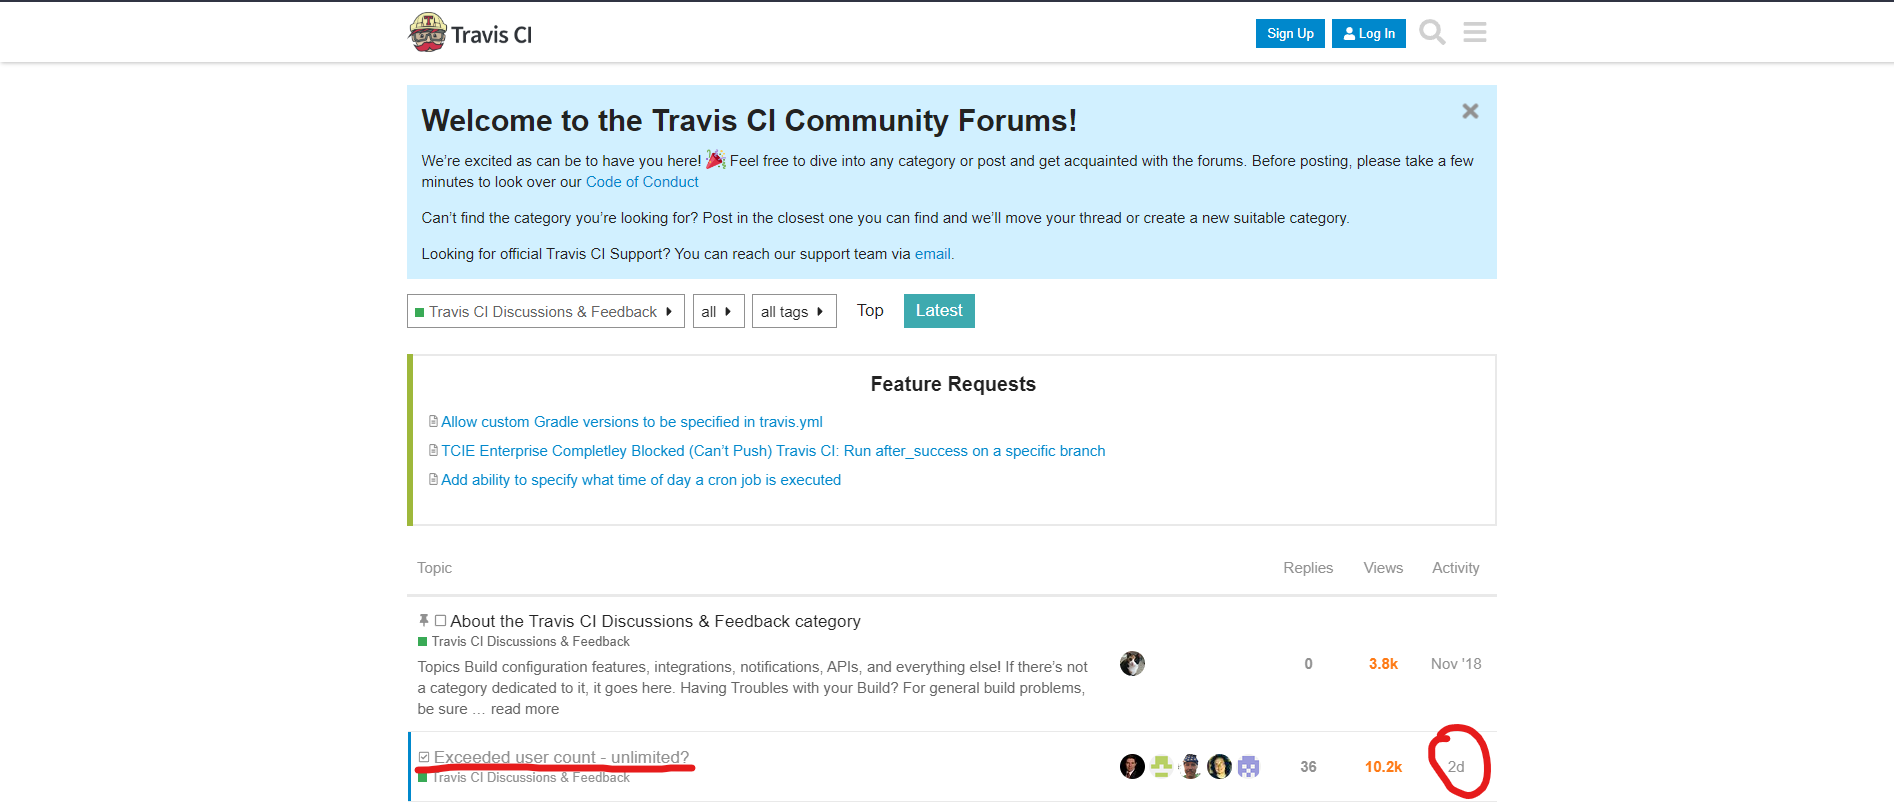 Travis CI
Sign Up
Log In
Welcome to the Travis CI Community Forums!
We're excited as can be to have you here! Feel free to dive into any category or post and get acquainted with the forums. Before posting, please take a few
minutes to look over our Code of Conduct
Can't find the category you're looking for? Post in the closest one you can find and we'll move your thread or create a new suitable category.
Looking for official Travis CI Support? You can reach our support team via email.
Travis CI Discussions & Feedback all all tags Top Latest
Feature Requests
Allow custom Gradle versions to be specified in travis.yml
TCIE Enterprise Completley Blocked (Can't Push) Travis CI: Run after_success on a specific branch
Add ability to specify what time of day a cron job is executed
Topic Replies Views Activity
About the Travis CI Discussions & Feedback category
Travis CI Discussions & Feedback
Topics Build configuration features, integrations, notifications, APIs, and everything else! If there's not
a category dedicated to it, it goes here. Having Troubles with your Build? For general build problems,
be sure … read more
0 3.8k Nov '18
Exceeded user count - unlimited?
Travis CI Discussions & Feedback
36 10.2k 2d